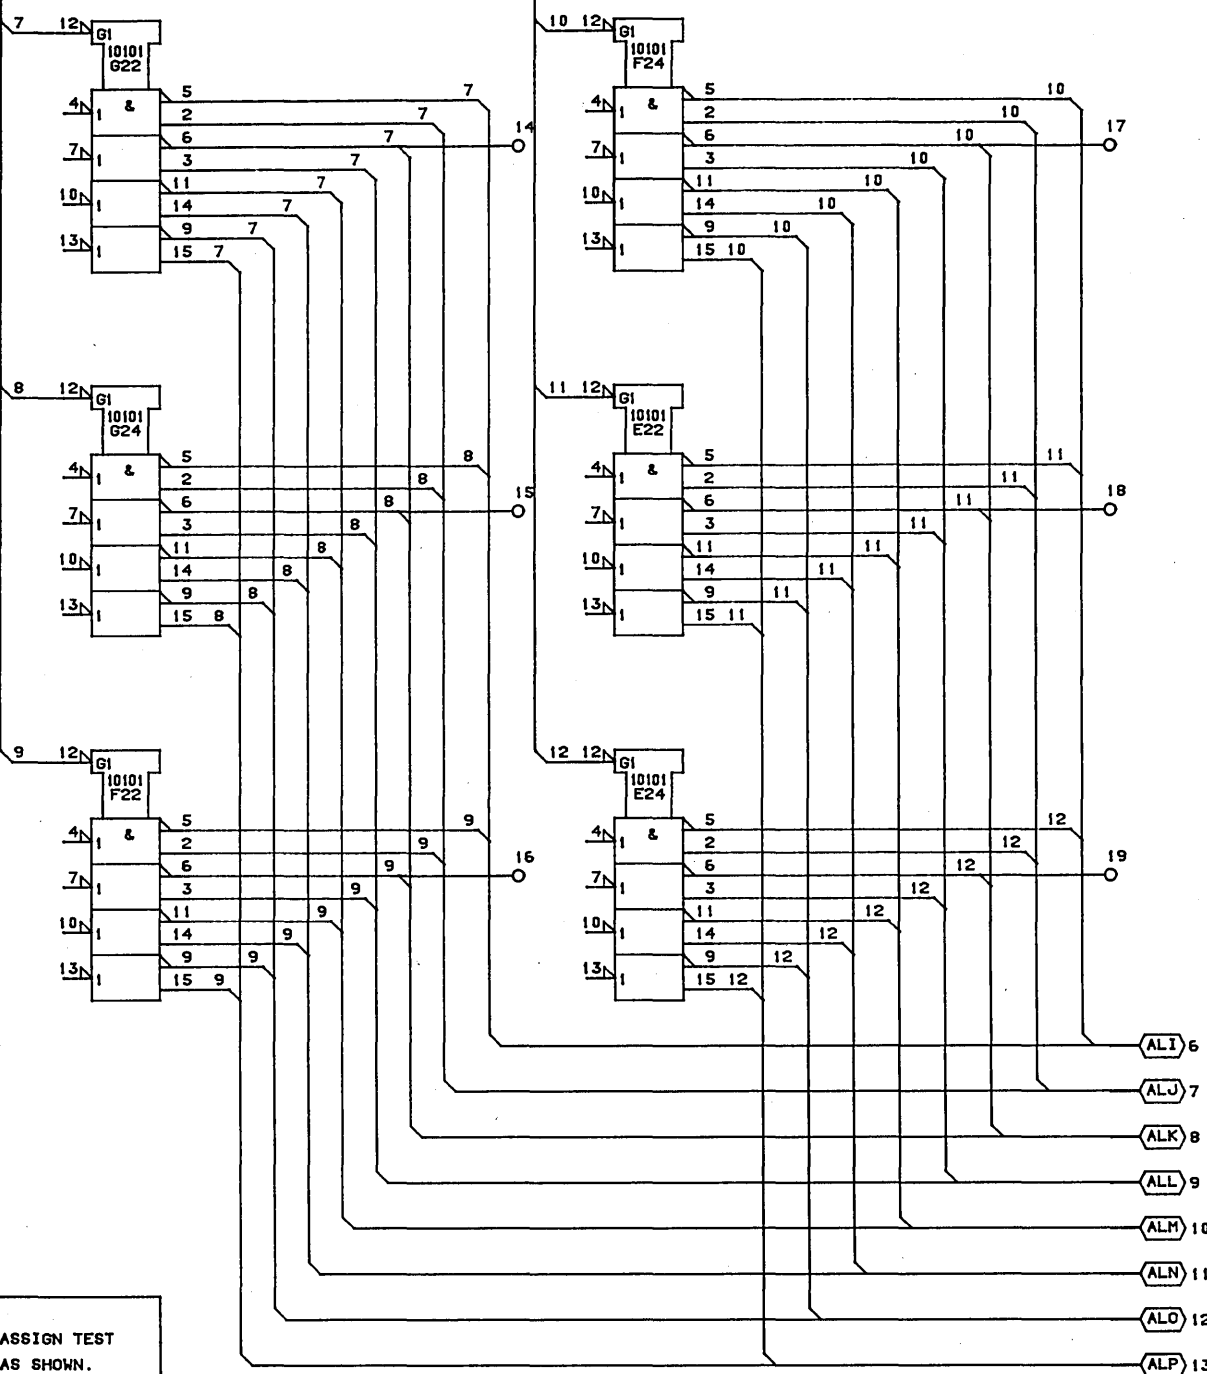 7 12 G1
10101
G22
4 1 & 5 7
2 7
6 7 14
7 1 3 7
11 7
10 1 14 7
9 7
13 1 15 7
10 12 G1
10101
F24
4 1 & 5 10
2 10
6 10 17
7 1 3 10
11 10
10 1 14 10
9 10
13 1 15 10
8 12 G1
10101
G24
4 1 & 5 8
2 8
6 8 15
7 1 3 8
11 8
10 1 14 8
9 8
13 1 15 8
11 12 G1
10101
E22
4 1 & 5 11
2 11
6 11 18
7 1 3 11
11 11
10 1 14 11
9 11
13 1 15 11
9 12 G1
10101
F22
4 1 & 5 9
2 9
6 9 16
7 1 3 9
11 9
10 1 14 9
9 9
13 1 15 9
12 12 G1
10101
E24
4 1 & 5 12
2 12
6 12 19
7 1 3 12
11 12
10 1 14 12
9 12
13 1 15 12
ALI 6
ALJ 7
ALK 8
ALL 9
ALM 10
ALN 11
ALO 12
ALP 13
ASSIGN TEST
AS SHOWN.